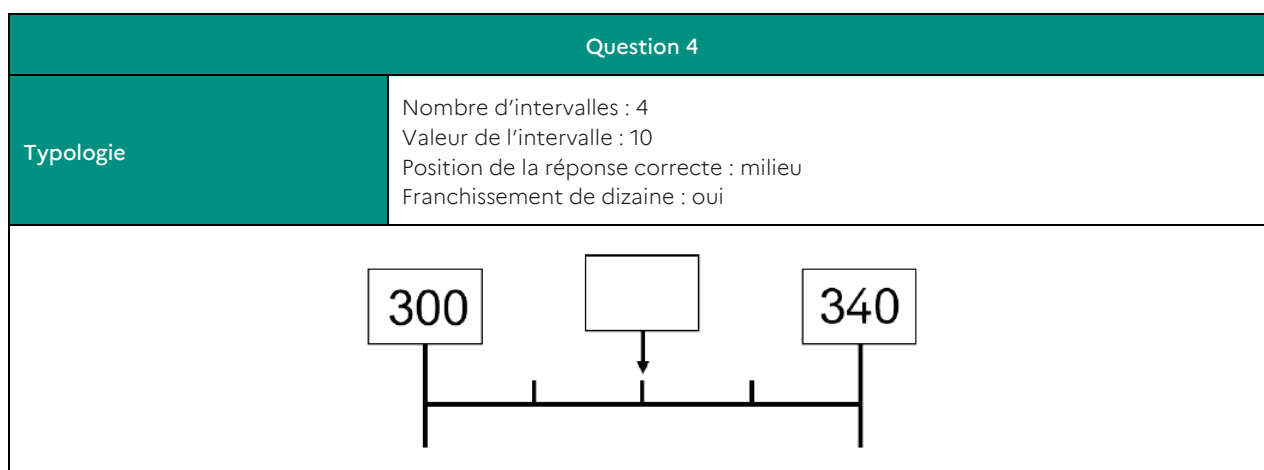 Question 4
Typologie
Nombre d’intervalles : 4
Valeur de l’intervalle : 10
Position de la réponse correcte : milieu
Franchissement de dizaine : oui
300
340